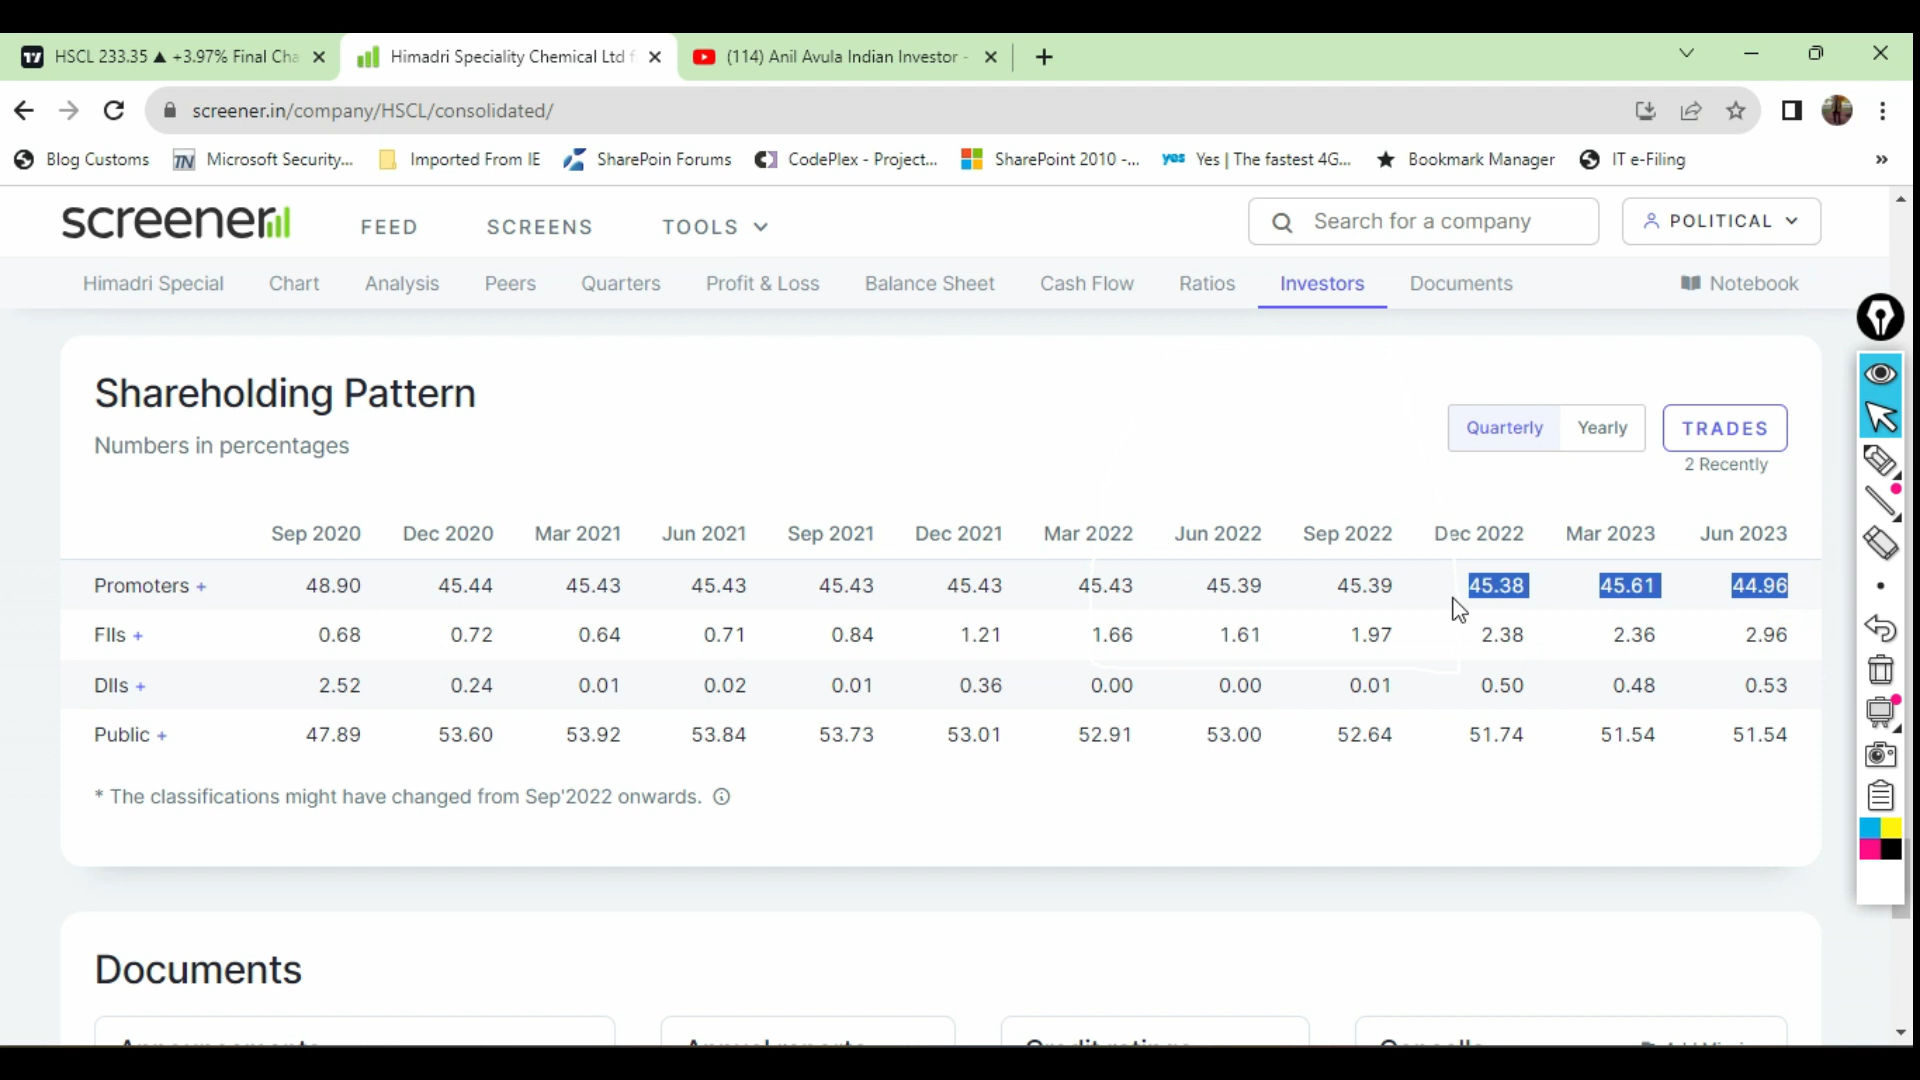 HSCL 233.35 ▲ +3.97% Final Cha
Himadri Speciality Chemical Ltd f
(114) Anil Avula Indian Investor -
screener.in/company/HSCL/consolidated/
Blog Customs
Microsoft Security...
Imported From IE
SharePoin Forums
CodePlex - Project...
SharePoint 2010 -...
yes Yes | The fastest 4G...
Bookmark Manager
IT e-Filing
»
screener
FEED
SCREENS
TOOLS
Search for a company
POLITICAL
Himadri Special
Chart
Analysis
Peers
Quarters
Profit & Loss
Balance Sheet
Cash Flow
Ratios
Investors
Documents
Notebook
Shareholding Pattern
Numbers in percentages
Quarterly
Yearly
TRADES
2 Recently
Sep 2020 Dec 2020 Mar 2021 Jun 2021 Sep 2021 Dec 2021 Mar 2022 Jun 2022 Sep 2022 Dec 2022 Mar 2023 Jun 2023
Promoters + 48.90 45.44 45.43 45.43 45.43 45.43 45.43 45.39 45.39 45.38 45.61 44.96
FIIs + 0.68 0.72 0.64 0.71 0.84 1.21 1.66 1.61 1.97 2.38 2.36 2.96
DIIs + 2.52 0.24 0.01 0.02 0.01 0.36 0.00 0.00 0.01 0.50 0.48 0.53
Public + 47.89 53.60 53.92 53.84 53.73 53.01 52.91 53.00 52.64 51.74 51.54 51.54
* The classifications might have changed from Sep'2022 onwards.
Documents
Announcements
Annual reports
Credit ratings